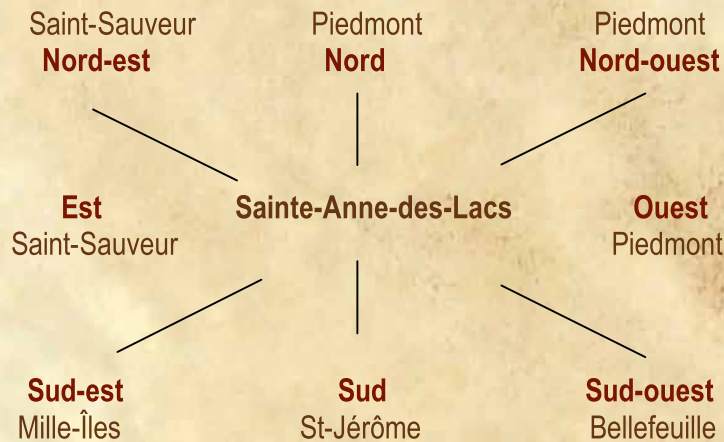 Saint-Sauveur Piedmont Piedmont
Nord-est Nord Nord-ouest
Est Sainte-Anne-des-Lacs Ouest
Saint-Sauveur Piedmont
Sud-est Sud Sud-ouest
Mille-Îles St-Jérôme Bellefeuille